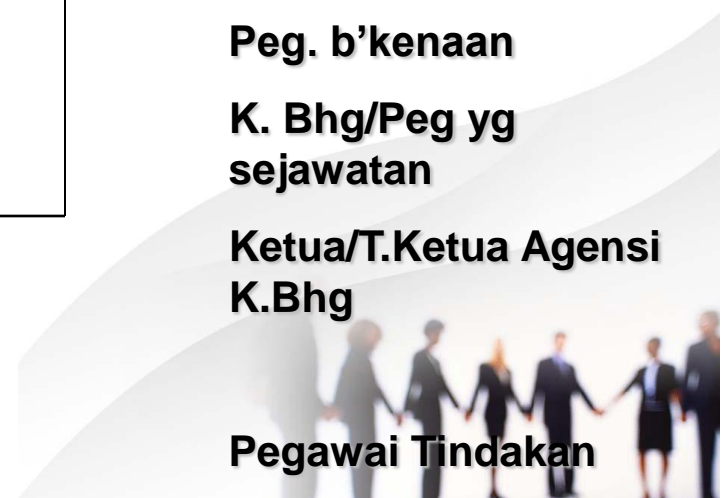 Peg. b’kenaan
K. Bhg/Peg yg
sejawatan
Ketua/T.Ketua Agensi
K.Bhg
Pegawai Tindakan